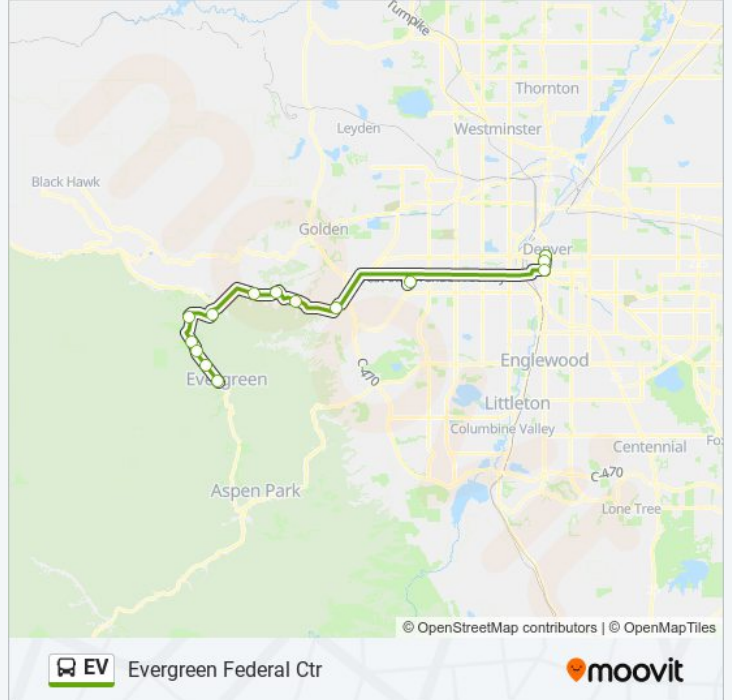 Turnpike
Thornton
Leyden
Westminster
Black Hawk
Golden
Denver
C-470
Evergreen
Englewood
Littleton
Columbine Valley
Centennial
Fo
C-470
Aspen Park
Lone Tree
© OpenStreetMap contributors | © OpenMapTiles
EV Evergreen Federal Ctr
moovit